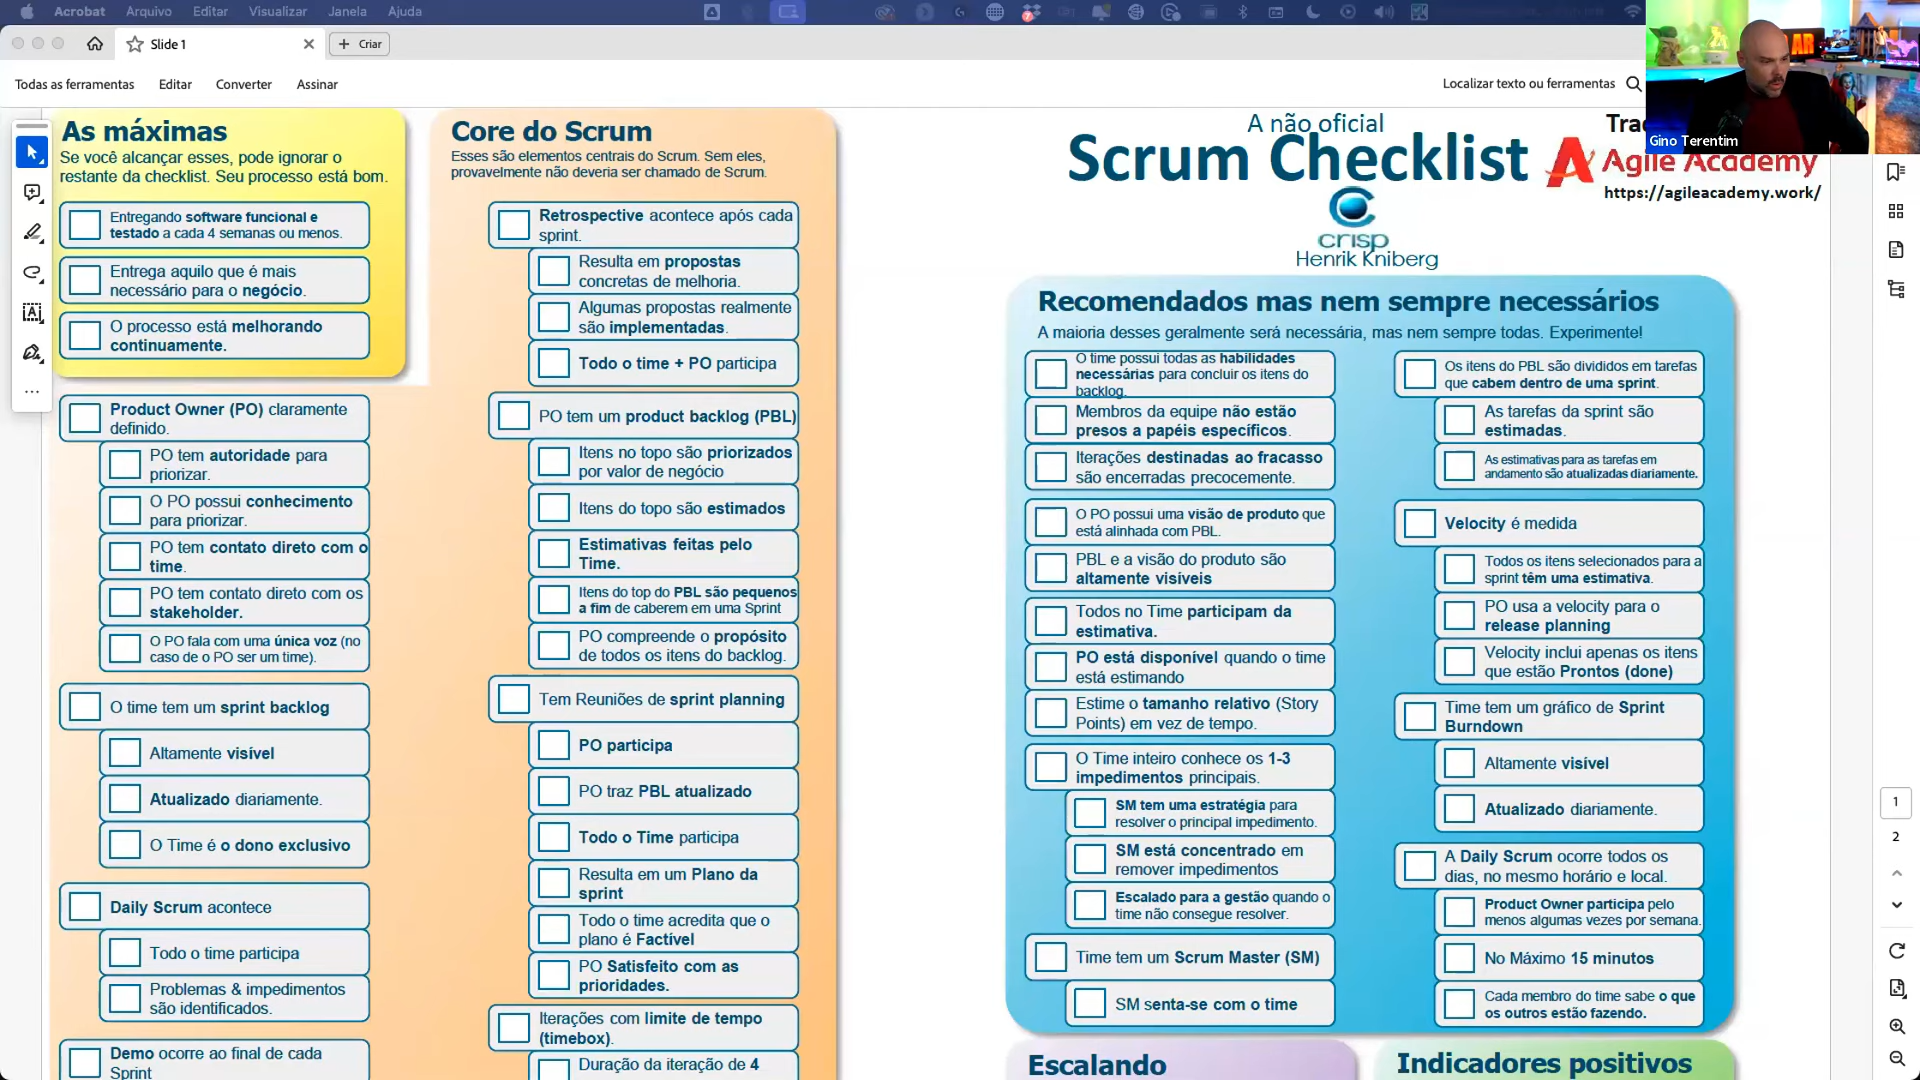 Acrobat Arquivo Editar Visualizar Janela Ajuda
Slide 1
Criar
Todas as ferramentas Editar Converter Assinar
Localizar texto ou ferramentas
AR
Gino Terentim
As máximas
Se você alcançar esses, pode ignorar o
restante da checklist. Seu processo está bom.
Entregando software funcional e
testado a cada 4 semanas ou menos.
Entrega aquilo que é mais
necessário para o negócio.
O processo está melhorando
continuamente.
Product Owner (PO) claramente
definido.
PO tem autoridade para
priorizar.
O PO possui conhecimento
para priorizar.
PO tem contato direto com o
time.
PO tem contato direto com os
stakeholder.
O PO fala com uma única voz (no
caso de o PO ser um time).
O time tem um sprint backlog
Altamente visível
Atualizado diariamente.
O Time é o dono exclusivo
Daily Scrum acontece
Todo o time participa
Problemas & impedimentos
são identificados.
Demo ocorre ao final de cada
Sprint
Core do Scrum
Esses são elementos centrais do Scrum. Sem eles,
provavelmente não deveria ser chamado de Scrum.
Retrospective acontece após cada
sprint.
Resulta em propostas
concretas de melhoria.
Algumas propostas realmente
são implementadas.
Todo o time + PO participa
PO tem um product backlog (PBL)
Itens no topo são priorizados
por valor de negócio
Itens do topo são estimados
Estimativas feitas pelo
Time.
Itens do top do PBL são pequenos
a fim de caberem em uma Sprint
PO compreende o propósito
de todos os itens do backlog.
Tem Reuniões de sprint planning
PO participa
PO traz PBL atualizado
Todo o Time participa
Resulta em um Plano da
sprint
Todo o time acredita que o
plano é Factível
PO Satisfeito com as
prioridades.
Iterações com limite de tempo
(timebox).
Duração da iteração de 4
A não oficial
Scrum Checklist
crisp
Henrik Kniberg
Trad
Agile Academy
https://agileacademy.work/
Recomendados mas nem sempre necessários
A maioria desses geralmente será necessária, mas nem sempre todas. Experimente!
O time possui todas as habilidades
necessárias para concluir os itens do
backlog.
Membros da equipe não estão
presos a papéis específicos.
Iterações destinadas ao fracasso
são encerradas precocemente.
O PO possui uma visão de produto que
está alinhada com PBL.
PBL e a visão do produto são
altamente visíveis
Todos no Time participam da
estimativa.
PO está disponível quando o time
está estimando
Estime o tamanho relativo (Story
Points) em vez de tempo.
O Time inteiro conhece os 1-3
impedimentos principais.
SM tem uma estratégia para
resolver o principal impedimento.
SM está concentrado em
remover impedimentos
Escalado para a gestão quando o
time não consegue resolver.
Time tem um Scrum Master (SM)
SM senta-se com o time
Os itens do PBL são divididos em tarefas
que cabem dentro de uma sprint.
As tarefas da sprint são
estimadas.
As estimativas para as tarefas em
andamento são atualizadas diariamente.
Velocity é medida
Todos os itens selecionados para a
sprint têm uma estimativa.
PO usa a velocity para o
release planning
Velocity inclui apenas os itens
que estão Prontos (done)
Time tem um gráfico de Sprint
Burndown
Altamente visível
Atualizado diariamente.
A Daily Scrum ocorre todos os
dias, no mesmo horário e local.
Product Owner participa pelo
menos algumas vezes por semana.
No Máximo 15 minutos
Cada membro do time sabe o que
os outros estão fazendo.
Escalando
Indicadores positivos
1
2